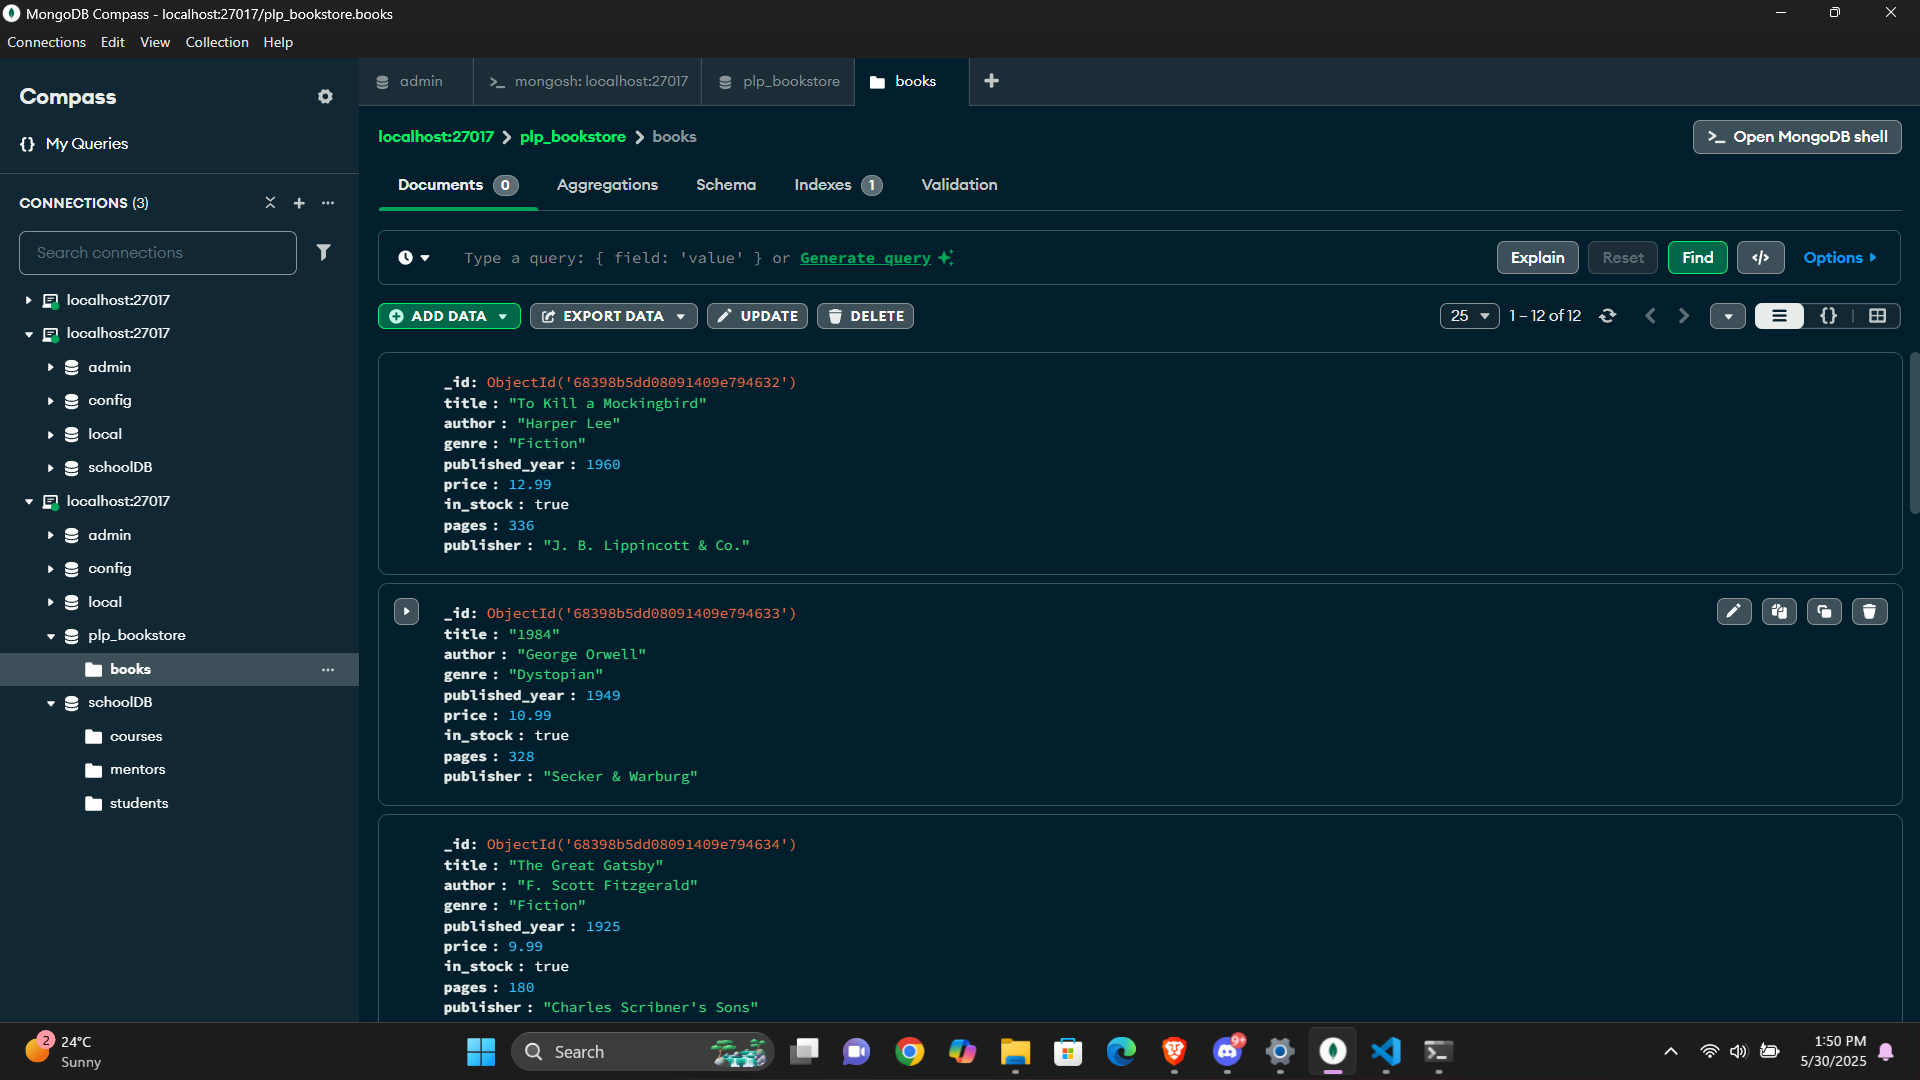 MongoDB Compass - localhost:27017/plp_bookstore.books
Connections Edit View Collection Help
Compass
{} My Queries
CONNECTIONS (3)
Search connections
localhost:27017
localhost:27017
admin
config
local
schoolDB
localhost:27017
admin
config
local
plp_bookstore
books
schoolDB
courses
mentors
students
admin
>_ mongosh: localhost:27017
plp_bookstore
books
localhost:27017 > plp_bookstore > books
>_ Open MongoDB shell
Documents 0
Aggregations
Schema
Indexes 1
Validation
Type a query: { field: 'value' } or Generate query
Explain
Reset
Find
</>
Options
ADD DATA
EXPORT DATA
UPDATE
DELETE
25
1 – 12 of 12
{}
_id: ObjectId('68398b5dd08091409e794632')
title : "To Kill a Mockingbird"
author : "Harper Lee"
genre : "Fiction"
published_year : 1960
price : 12.99
in_stock : true
pages : 336
publisher : "J. B. Lippincott & Co."
_id: ObjectId('68398b5dd08091409e794633')
title : "1984"
author : "George Orwell"
genre : "Dystopian"
published_year : 1949
price : 10.99
in_stock : true
pages : 328
publisher : "Secker & Warburg"
_id: ObjectId('68398b5dd08091409e794634')
title : "The Great Gatsby"
author : "F. Scott Fitzgerald"
genre : "Fiction"
published_year : 1925
price : 9.99
in_stock : true
pages : 180
publisher : "Charles Scribner's Sons"
2
24°C
Sunny
Search
9+
1:50 PM
5/30/2025